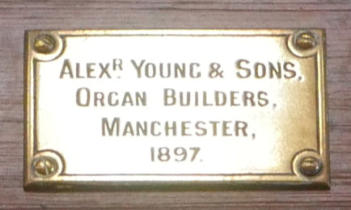 ALEXR. YOUNG & SONS,
ORGAN BUILDERS,
MANCHESTER,
1897.